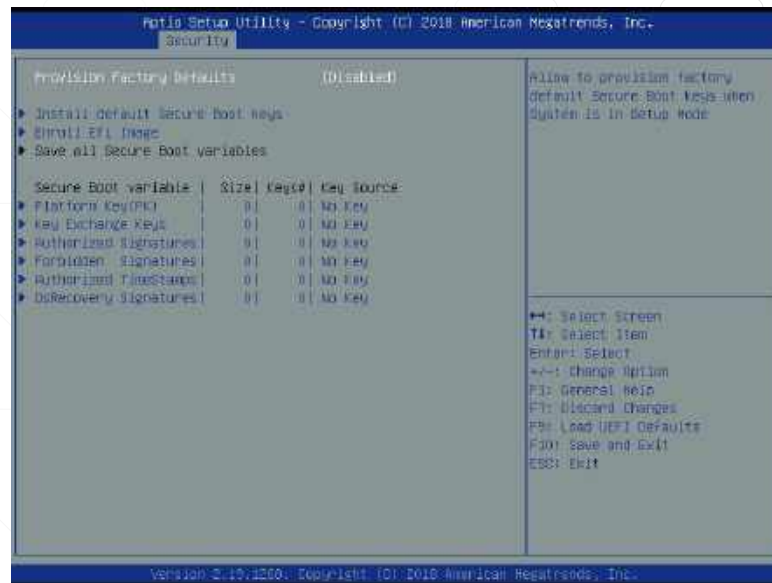 Aptio Setup Utility - Copyright (C) 2018 American Megatrends, Inc.
Security
Provision Factory Defaults [Disabled]
Install default Secure Boot keys
Enroll Efi Image
Save all Secure Boot variables
Secure Boot variable | Size| Keys#| Key Source
Platform Key(PK) | 0| 0| No Key
Key Exchange Keys | 0| 0| No Key
Authorized Signatures| 0| 0| No Key
Forbidden Signatures| 0| 0| No Key
Authorized TimeStamps| 0| 0| No Key
OsRecovery Signatures| 0| 0| No Key
Allow to provision factory
default Secure Boot keys when
System is in Setup Mode
↔: Select Screen
↑↓: Select Item
Enter: Select
+/-: Change Option
F1: General Help
F7: Discard Changes
F9: Load UEFI Defaults
F10: Save and Exit
ESC: Exit
Version 2.19.1268. Copyright (C) 2018 American Megatrends, Inc.